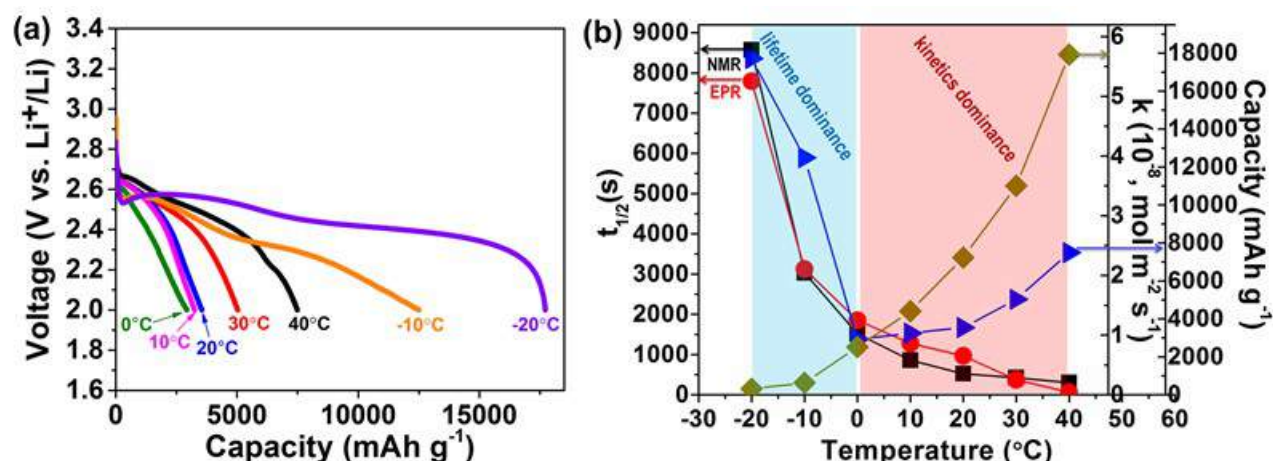 (a)
Voltage (V vs. Li⁺/Li)
3.4
3.2
3.0
2.8
2.6
2.4
2.2
2.0
1.8
1.6
0°C
10°C
20°C
30°C
40°C
-10°C
-20°C
0
5000
10000
15000
Capacity (mAh g⁻¹)
(b)
t₁/₂(s)
9000
8000
7000
6000
5000
4000
3000
2000
1000
0
NMR
EPR
lifetime dominance
kinetics dominance
6
5
4
3
2
1
0
k (10⁻⁸, mol m⁻² s⁻¹)
18000
16000
14000
12000
10000
8000
6000
4000
2000
0
Capacity (mAh g⁻¹)
-30
-20
-10
0
10
20
30
40
50
60
Temperature (°C)